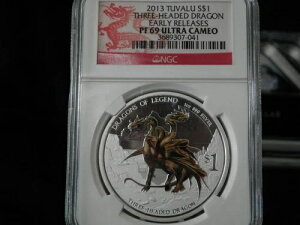 2013 TUVALU S$1
THREE-HEADED DRAGON
EARLY RELEASES
PF 69 ULTRA CAMEO
3689307-041
NGC
DRAGONS OF LEGEND
$1
THREE-HEADED DRAGON